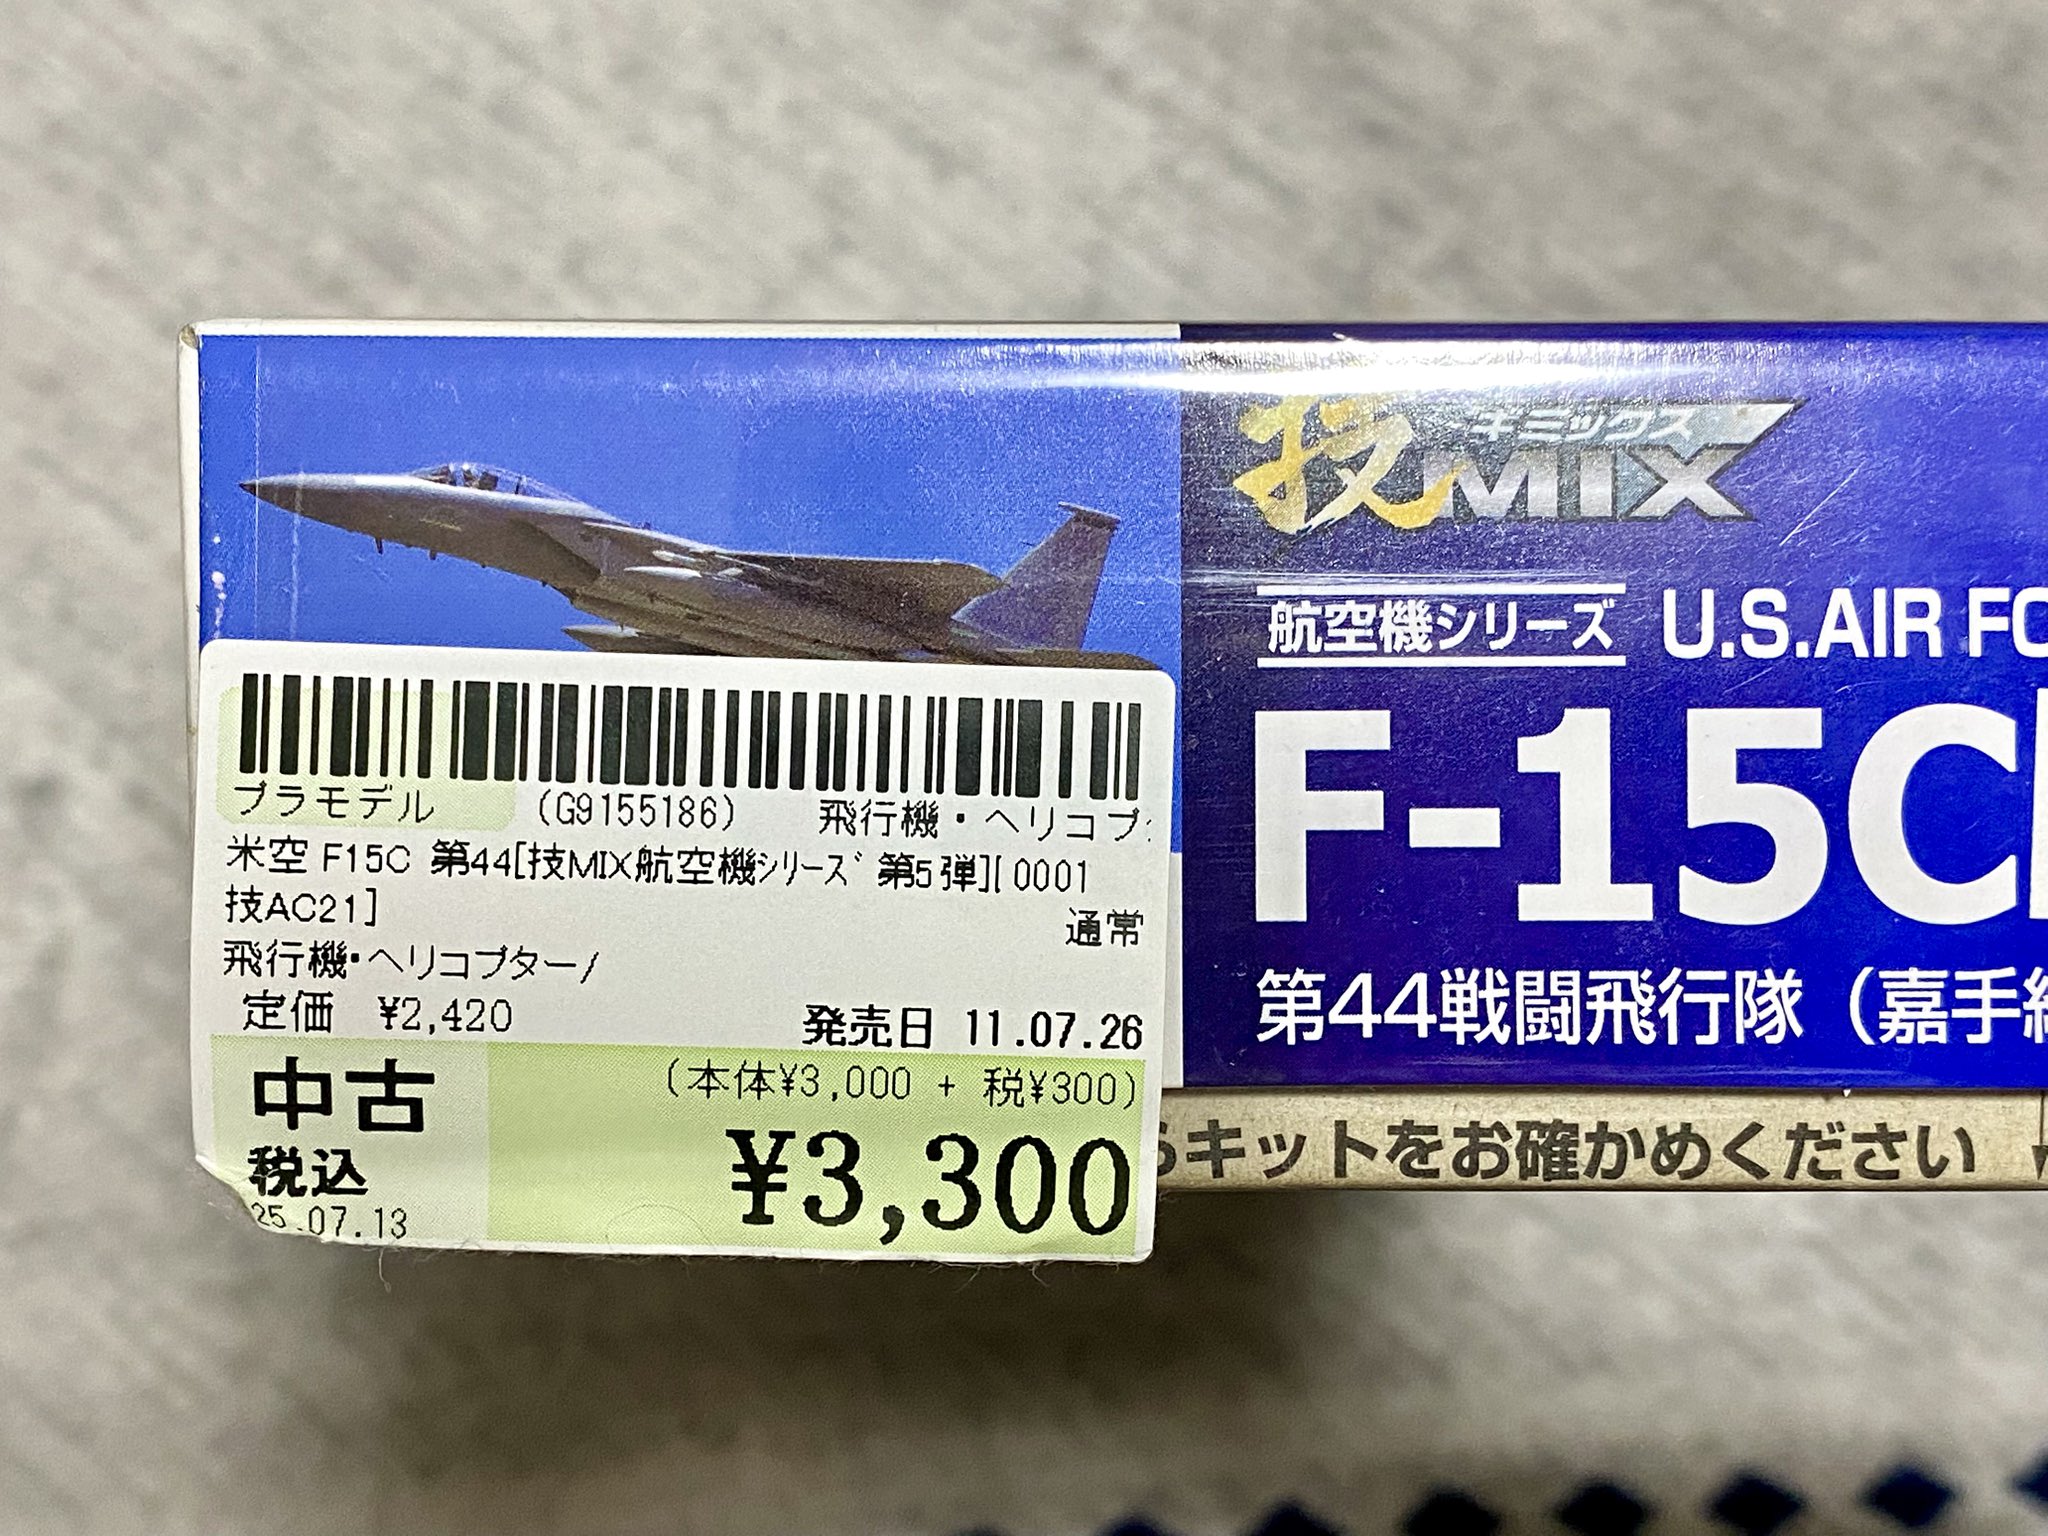 技MIX
ギミックス
航空機シリーズ U.S.AIR
F-15C
第44戦闘飛行隊（嘉手
キットをお確かめください
プラモデル (G9155186) 飛行機・ヘリコプ
米空 F15C 第44[技MIX航空機シリーズ 第5弾][0001
技AC21]
通常
飛行機・ヘリコプター/
定価 ¥2,420
発売日 11.07.26
中古
(本体¥3,000 + 税¥300)
税込
¥3,300
25.07.13